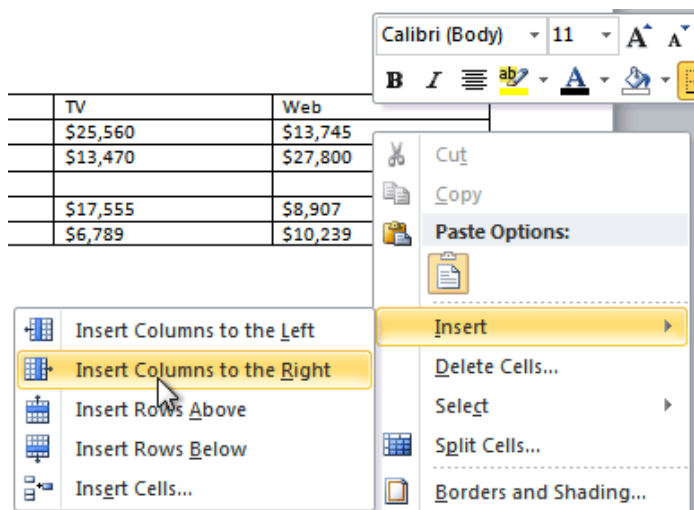 Calibri (Body) 11 A A
B I ab A
TV Web
$25,560 $13,745
$13,470 $27,800
$17,555 $8,907
$6,789 $10,239
Cut
Copy
Paste Options:
Insert
Delete Cells...
Select
Split Cells...
Borders and Shading...
Insert Columns to the Left
Insert Columns to the Right
Insert Rows Above
Insert Rows Below
Insert Cells...